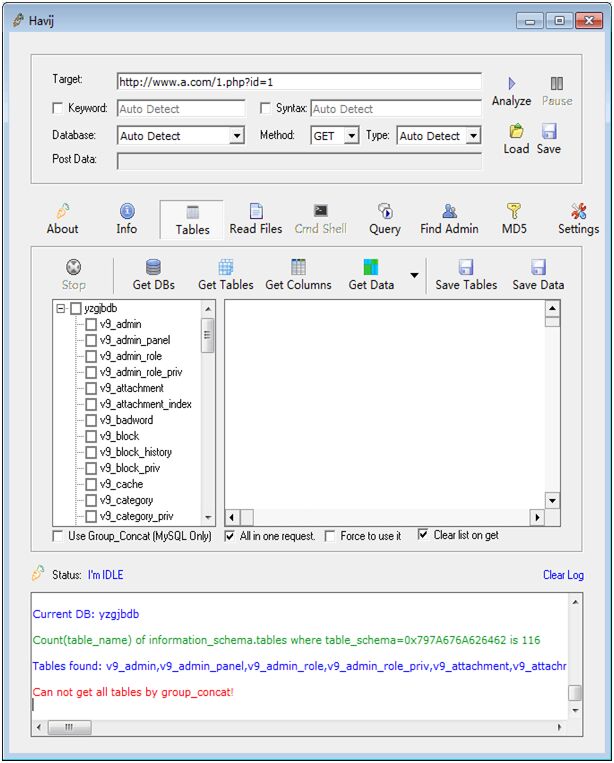 Havij
Target: http://www.a.com/1.php?id=1
Analyze Pause
Keyword: Auto Detect Syntax: Auto Detect
Database: Auto Detect Method: GET Type: Auto Detect
Load Save
Post Data:
About Info Tables Read Files Cmd Shell Query Find Admin MD5 Settings
Stop Get DBs Get Tables Get Columns Get Data Save Tables Save Data
yzgjbdb
v9_admin
v9_admin_panel
v9_admin_role
v9_admin_role_priv
v9_attachment
v9_attachment_index
v9_badword
v9_block
v9_block_history
v9_block_priv
v9_cache
v9_category
v9_category_priv
Use Group_Concat (MySQL Only) All in one request. Force to use it Clear list on get
Status: I'm IDLE Clear Log
Current DB: yzgjbdb
Count(table_name) of information_schema.tables where table_schema=0x797A676A626462 is 116
Tables found: v9_admin,v9_admin_panel,v9_admin_role,v9_admin_role_priv,v9_attachment,v9_attachr
Can not get all tables by group_concat!